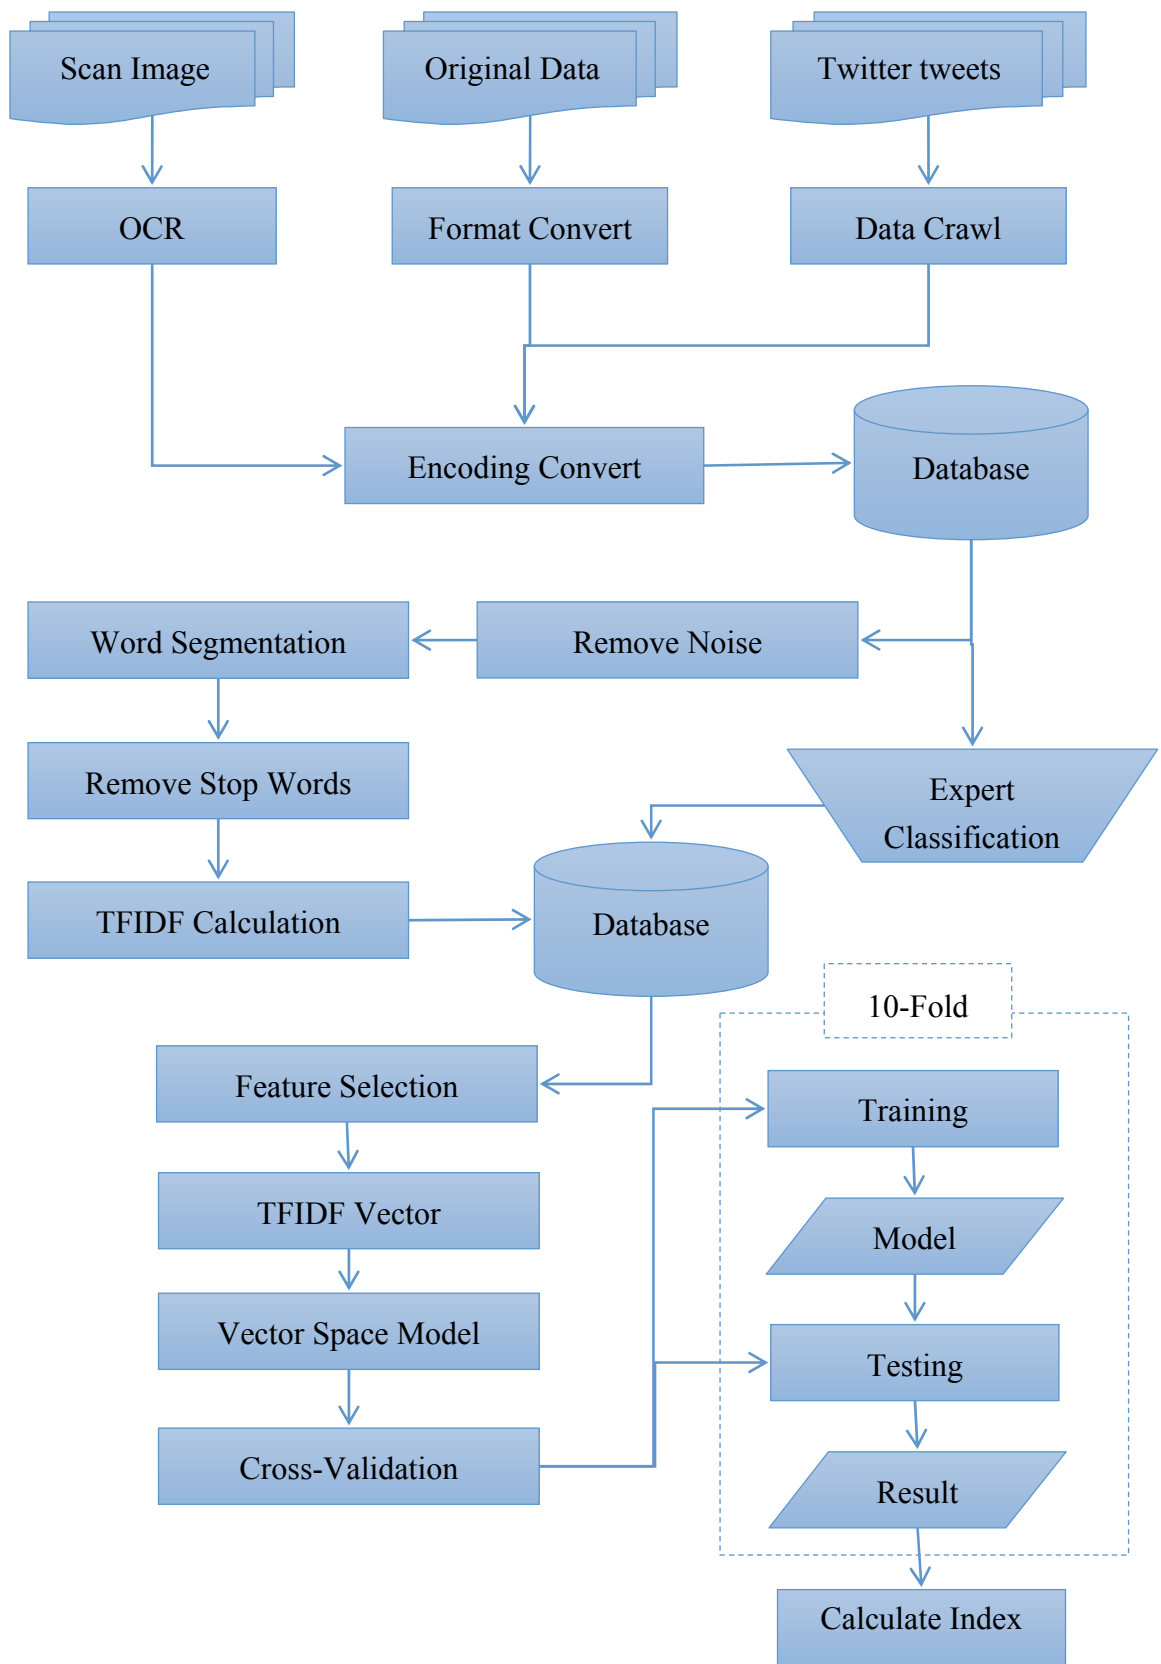 Scan Image
Original Data
Twitter tweets
OCR
Format Convert
Data Crawl
Encoding Convert
Database
Word Segmentation
Remove Noise
Remove Stop Words
Expert
Classification
TFIDF Calculation
Database
10-Fold
Feature Selection
Training
TFIDF Vector
Model
Vector Space Model
Testing
Cross-Validation
Result
Calculate Index